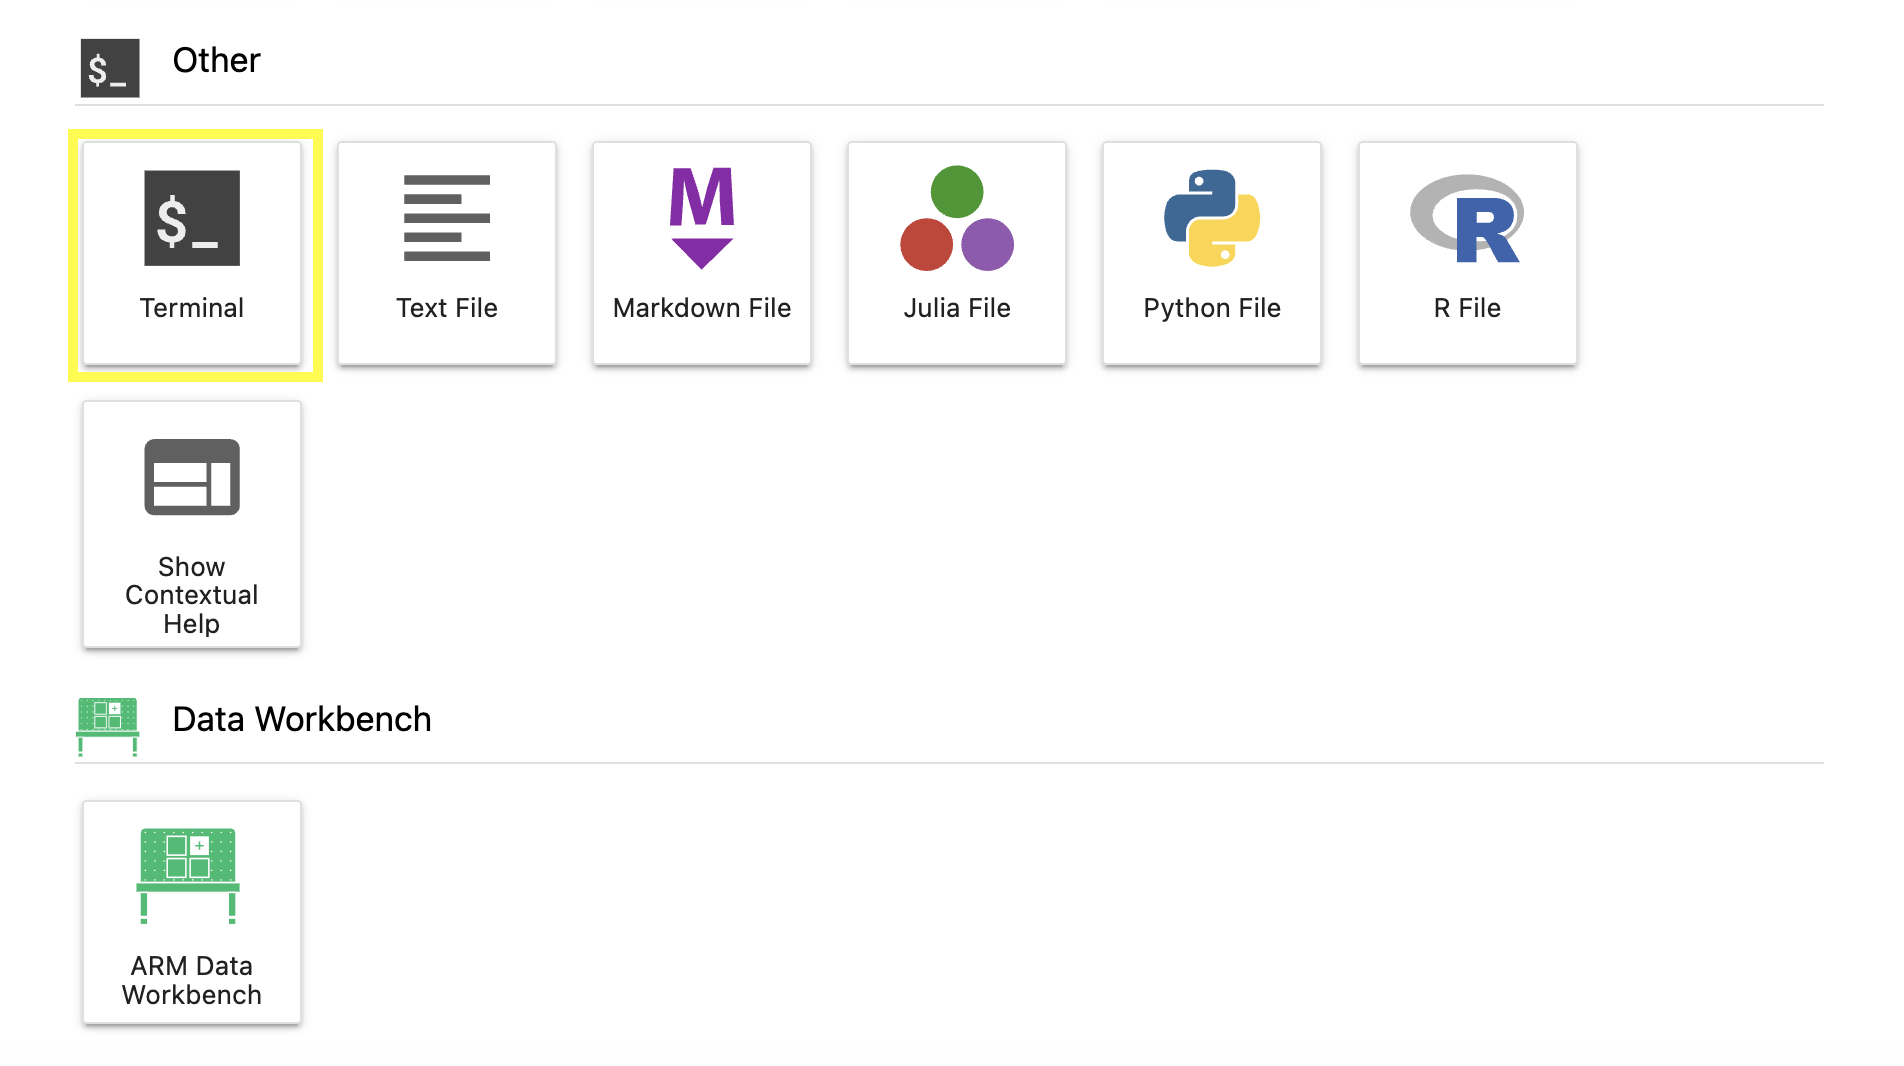 $_ Other
$_
M
R
Terminal
Text File
Markdown File
Julia File
Python File
R File
Show
Contextual
Help
Data Workbench
ARM Data
Workbench